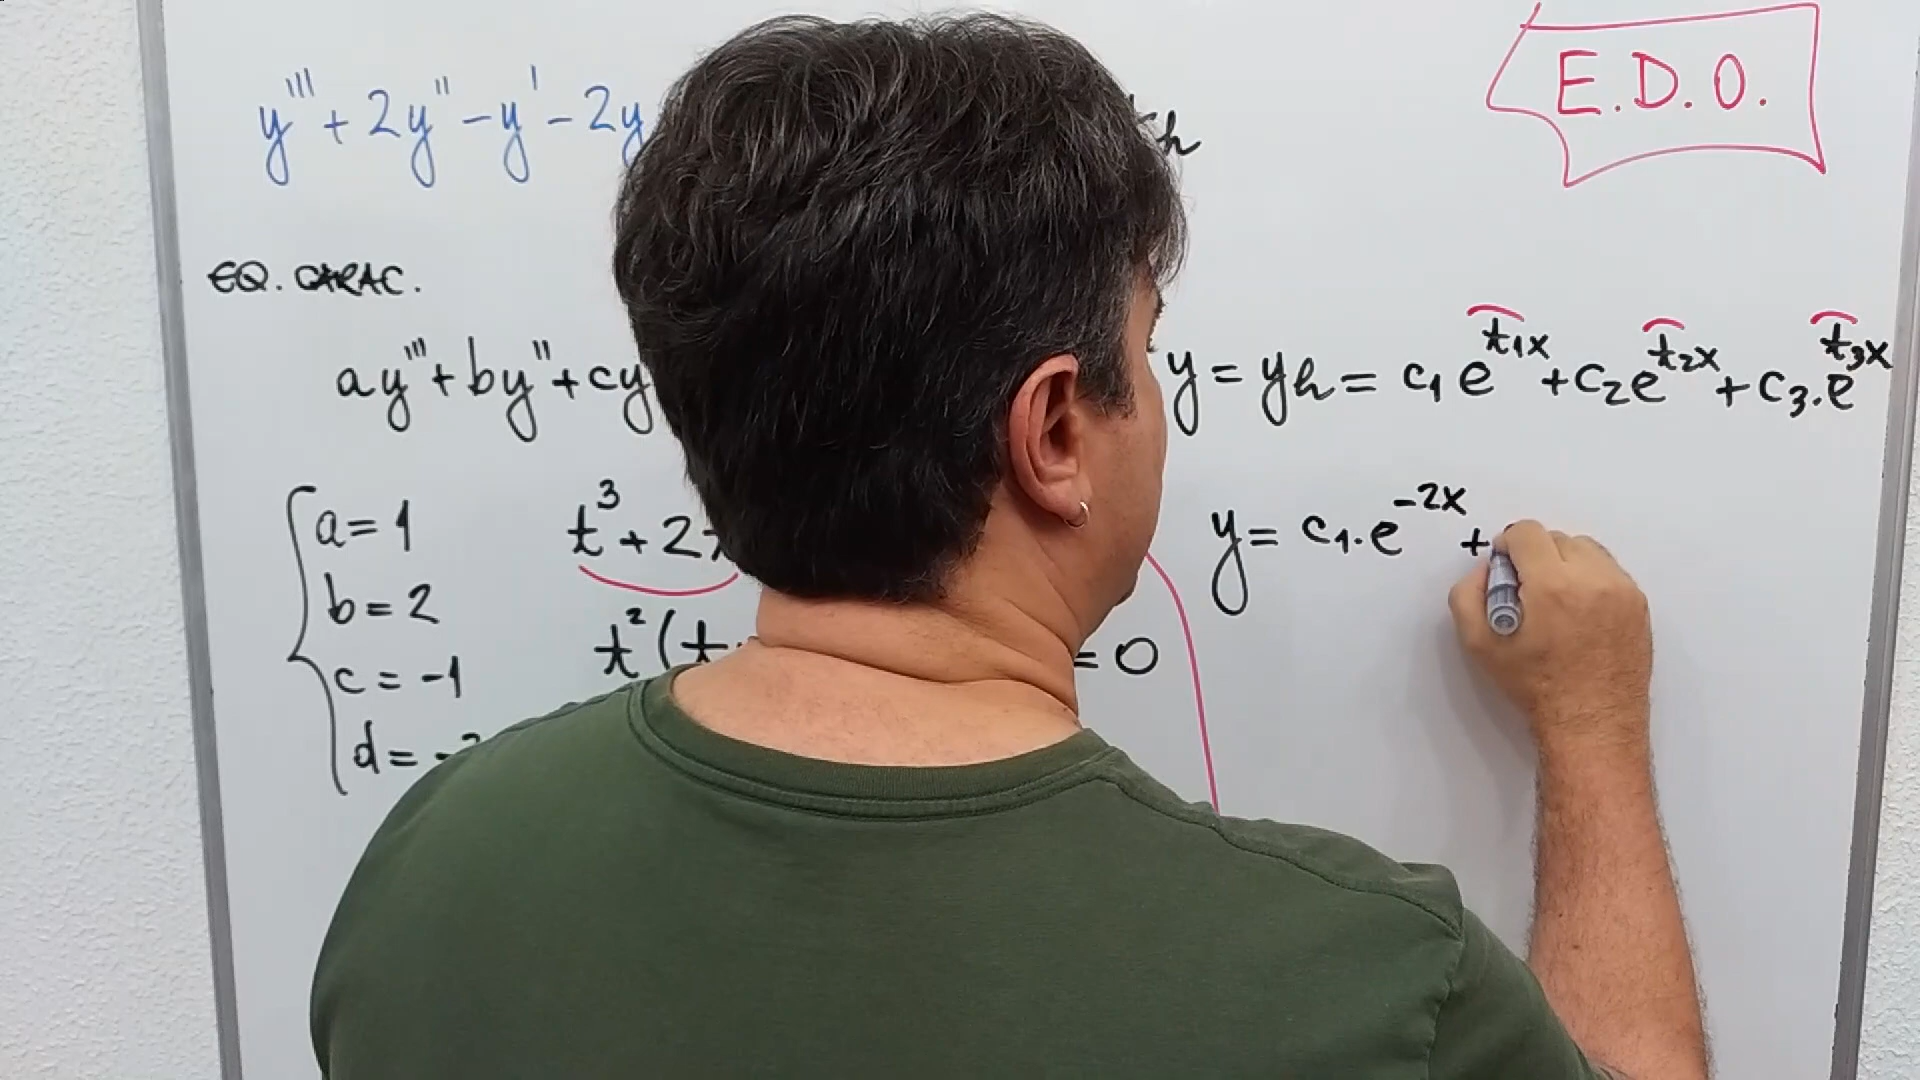 E.D.O.
y''' + 2y'' - y' - 2y
h
EQ. CARAC.
ay''' + by'' + cy
y = yh = c₁e^t₁x + c₂e^t₂x + c₃.e^t₃x
a = 1
b = 2
c = -1
d = -
t³ + 2
t² (t
= 0
y = c₁.e^-2x +